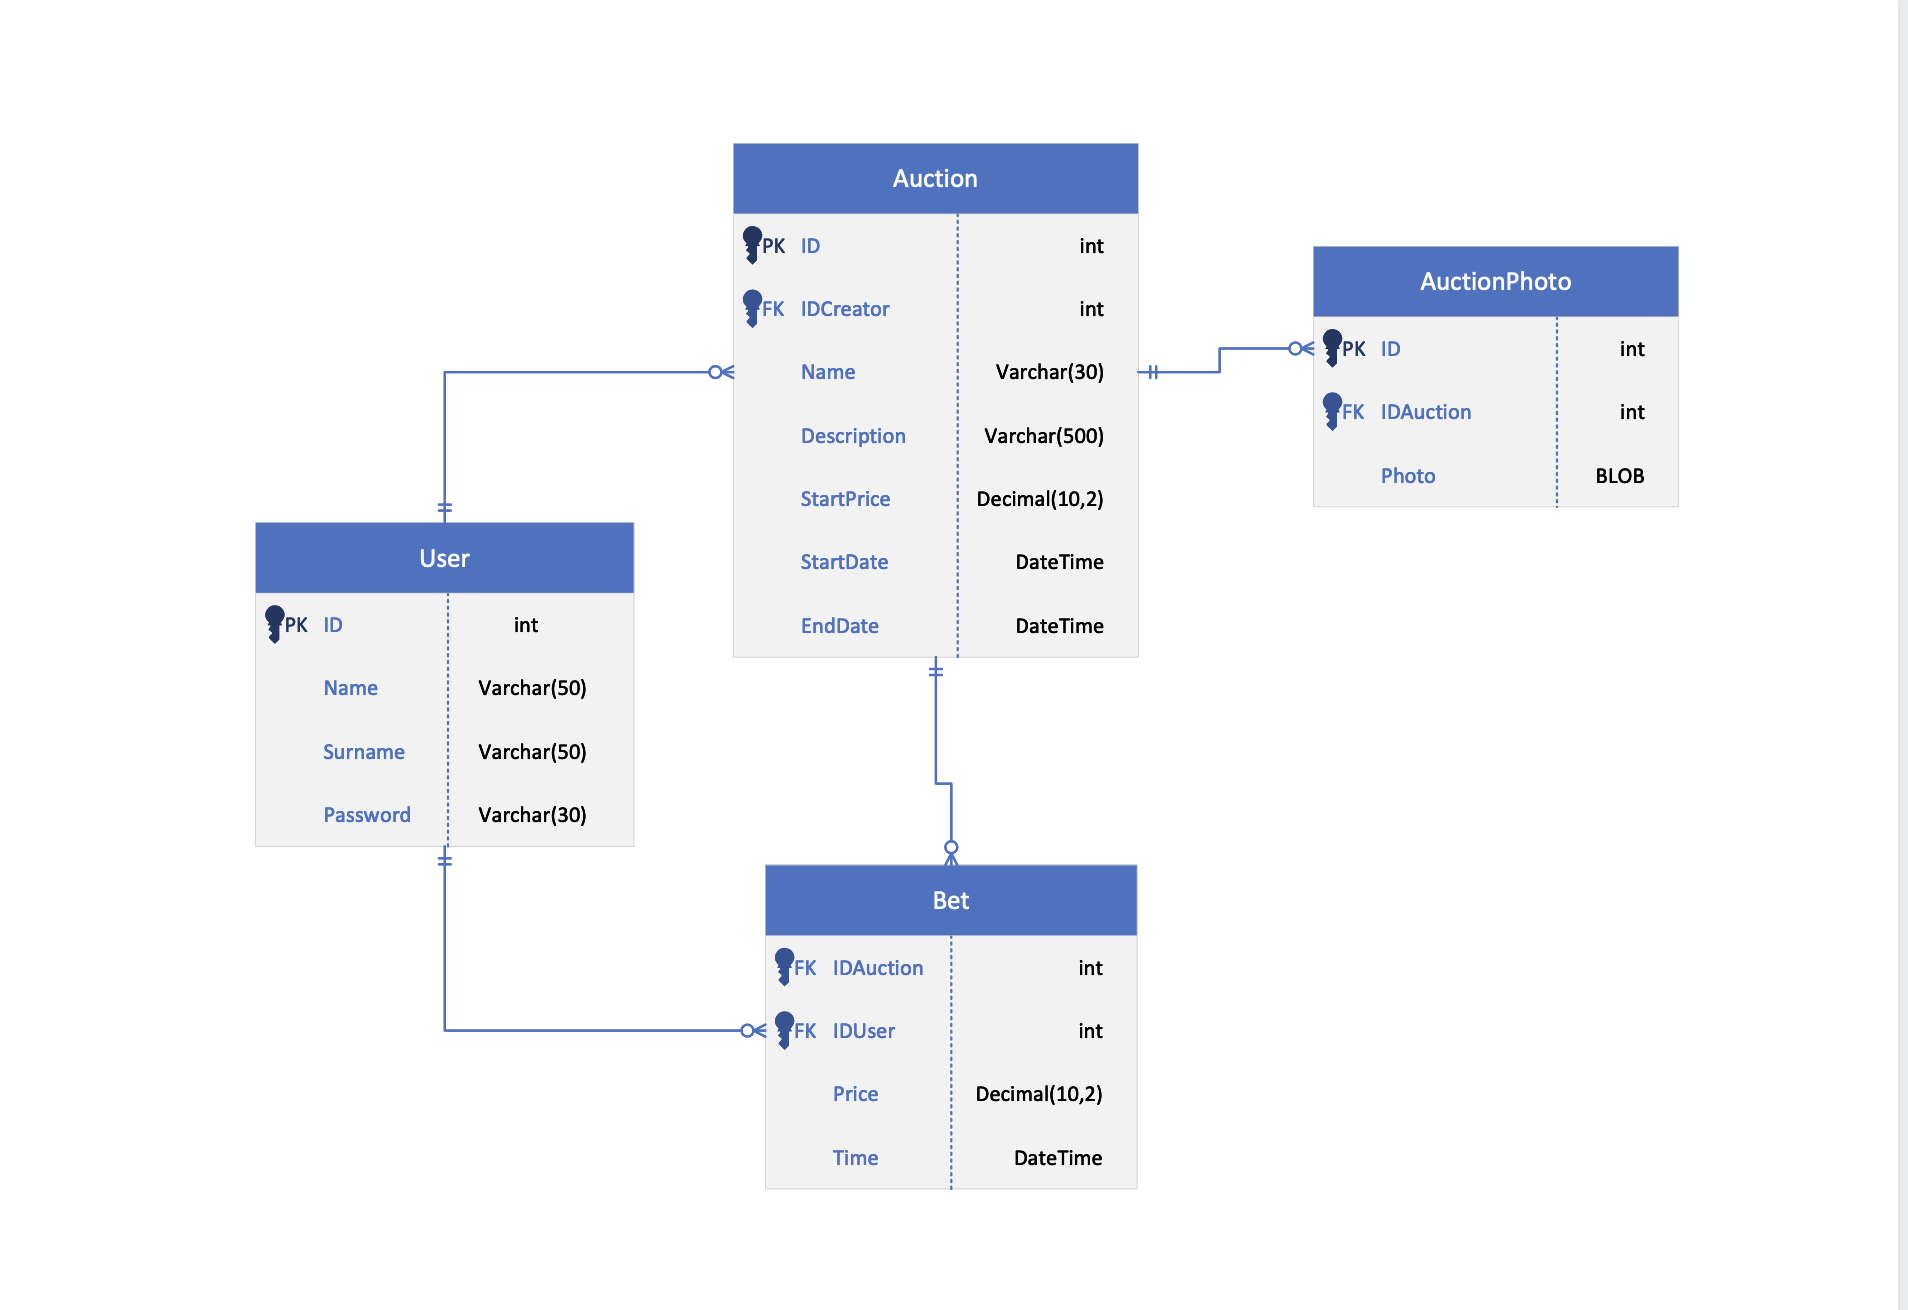 Auction
PK ID int
FK IDCreator int
Name Varchar(30)
Description Varchar(500)
StartPrice Decimal(10,2)
StartDate DateTime
EndDate DateTime
AuctionPhoto
PK ID int
FK IDAuction int
Photo BLOB
User
PK ID int
Name Varchar(50)
Surname Varchar(50)
Password Varchar(30)
Bet
FK IDAuction int
FK IDUser int
Price Decimal(10,2)
Time DateTime